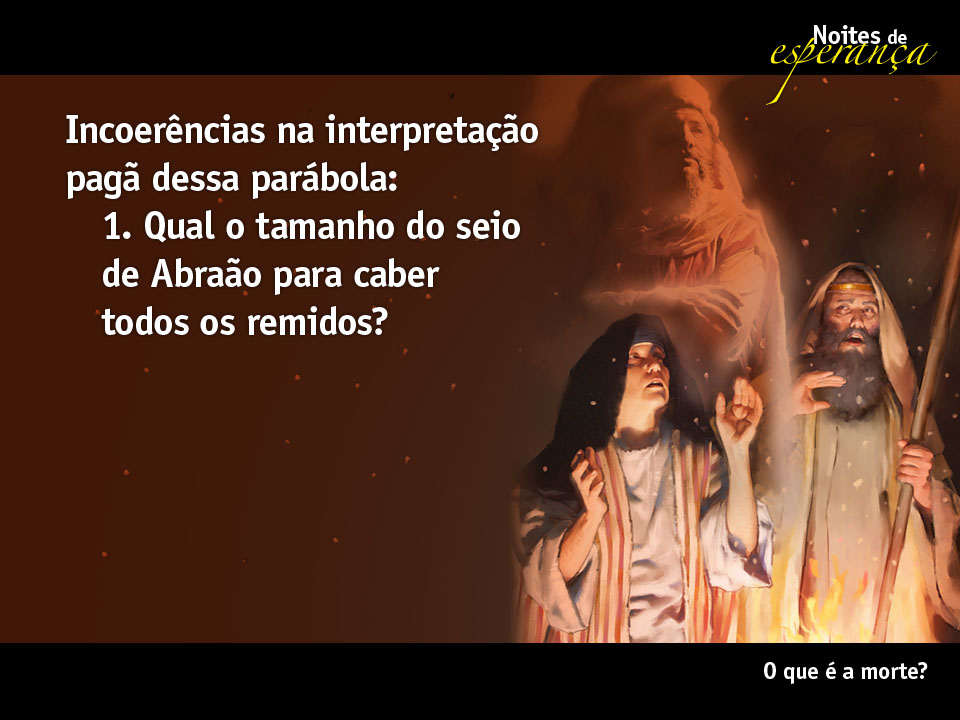 Noites de
esperança
Incoerências na interpretação
pagã dessa parábola:
1. Qual o tamanho do seio
de Abraão para caber
todos os remidos?
O que é a morte?